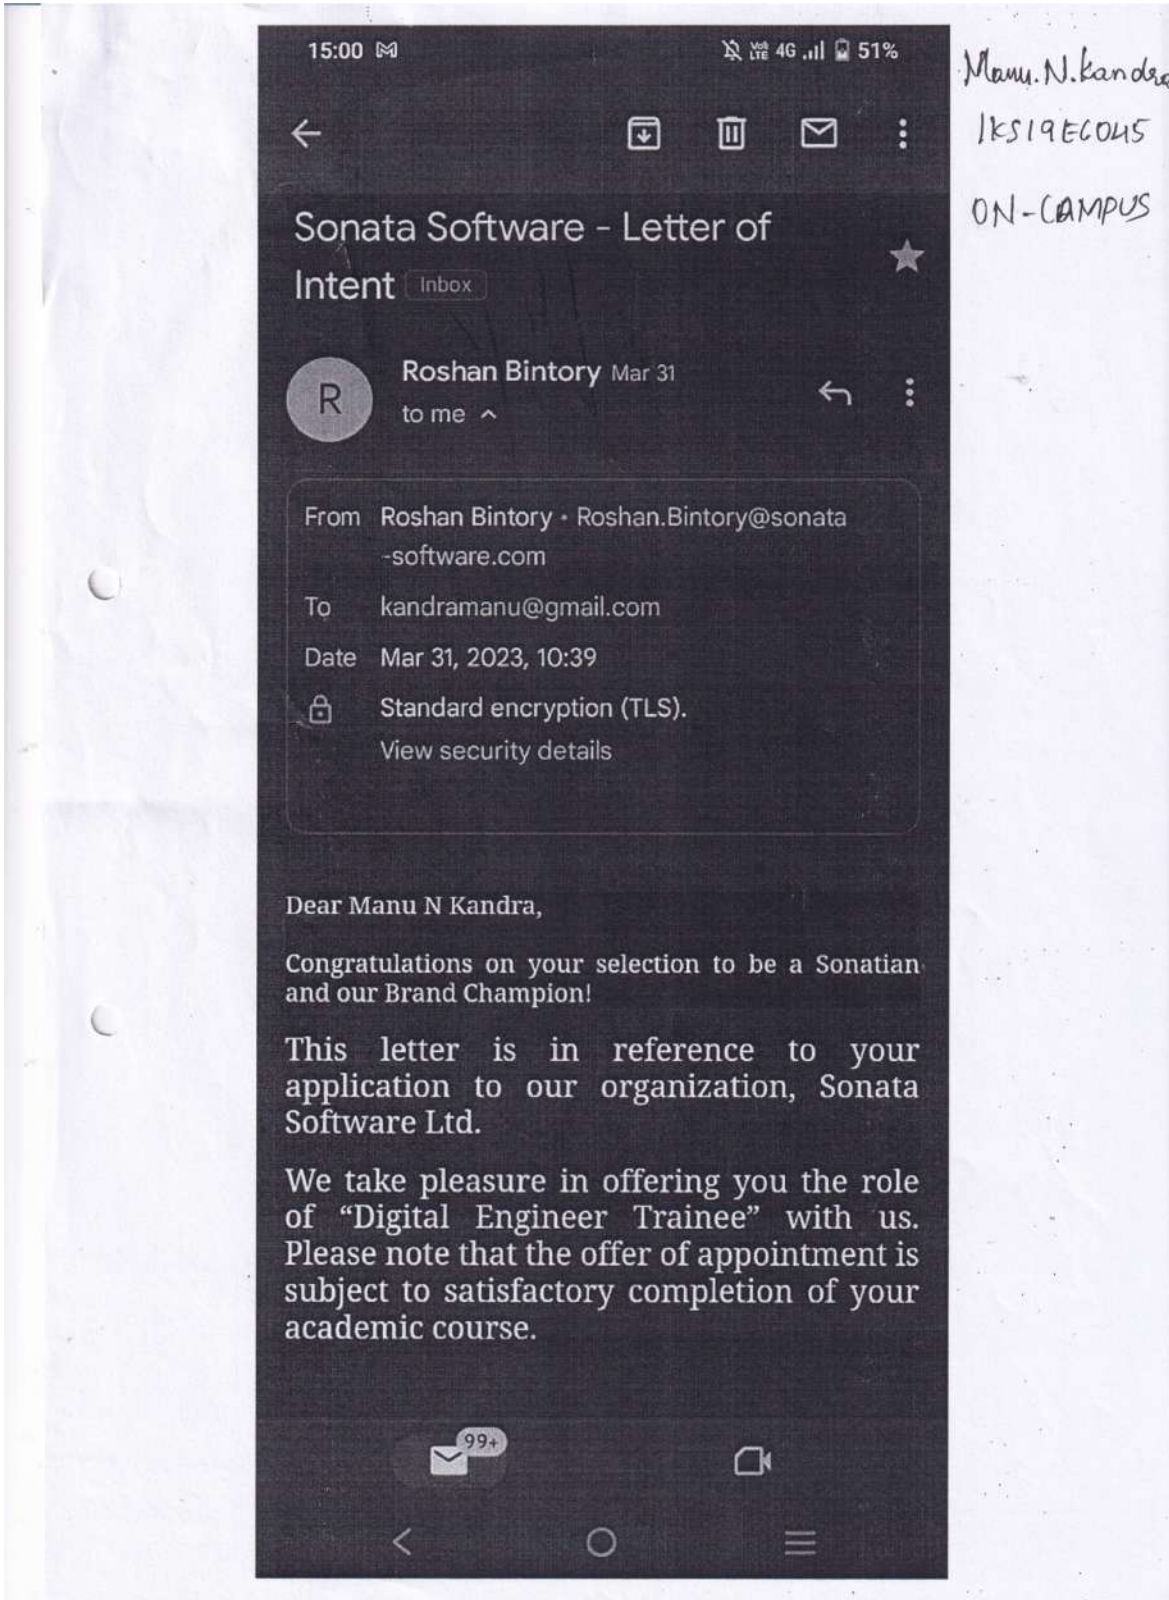 15:00
VoI LTE 4G 51%
Manu.N.Kandra
1KS19EC045
ON-CAMPUS
Sonata Software - Letter of
Intent Inbox
R
Roshan Bintory Mar 31
to me
From Roshan Bintory • Roshan.Bintory@sonata
-software.com
To kandramanu@gmail.com
Date Mar 31, 2023, 10:39
Standard encryption (TLS).
View security details
Dear Manu N Kandra,
Congratulations on your selection to be a Sonatian
and our Brand Champion!
This letter is in reference to your
application to our organization, Sonata
Software Ltd.
We take pleasure in offering you the role
of “Digital Engineer Trainee” with us.
Please note that the offer of appointment is
subject to satisfactory completion of your
academic course.
99+